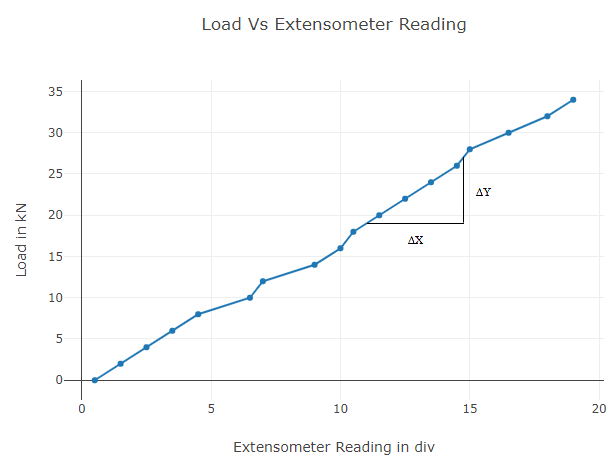 Load Vs Extensometer Reading
Load in kN
35
30
25
20
15
10
5
0
ΔY
ΔX
0 5 10 15 20
Extensometer Reading in div